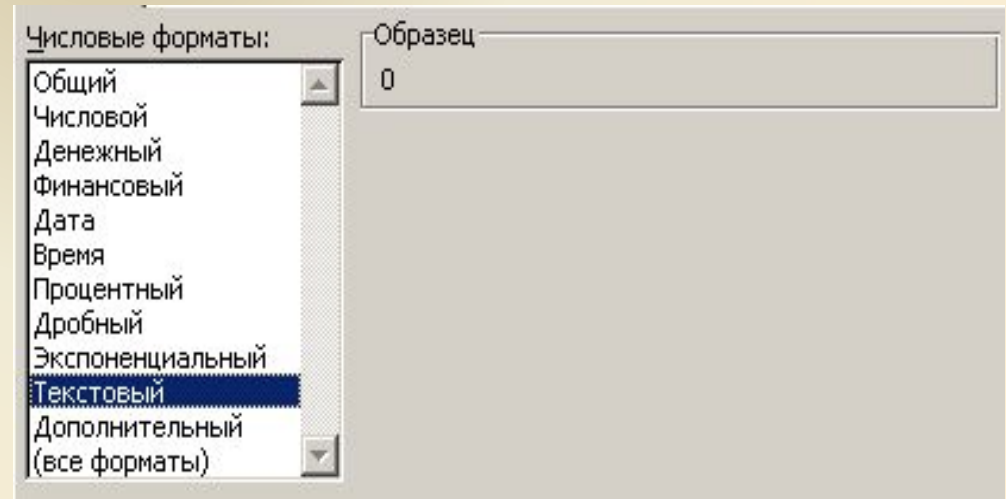 Числовые форматы:
Образец
0
Общий
Числовой
Денежный
Финансовый
Дата
Время
Процентный
Дробный
Экспоненциальный
Текстовый
Дополнительный
(все форматы)